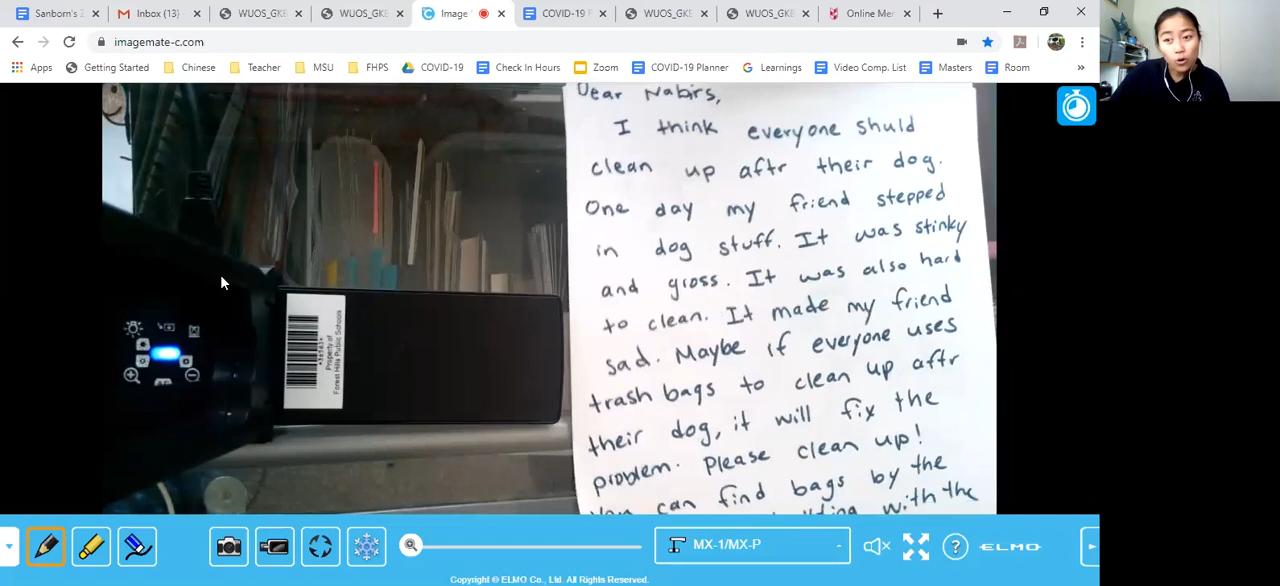 Sanborn's Z
Inbox (13)
WUOS_GKE
WUOS_GKE
Image
COVID-19 P
WUOS_GKE
WUOS_GKE
Online Mer
imagemate-c.com
Apps Getting Started Chinese Teacher MSU FHPS COVID-19 Check In Hours Zoom COVID-19 Planner Learnings Video Comp. List Masters Room »
Dear Nabirs,
I think everyone shuld
clean up aftr their dog.
One day my friend stepped
in dog stuff. It was stinky
and gross. It was also hard
to clean. It made my friend
sad. Maybe if everyone uses
trash bags to clean up aftr
their dog, it will fix the
problem. Please clean up!
You can find bags by the
with the
Property of
Forest Hills Public Schools
MX-1/MX-P
ELMO
Copyright © ELMO Co., Ltd. All Rights Reserved.